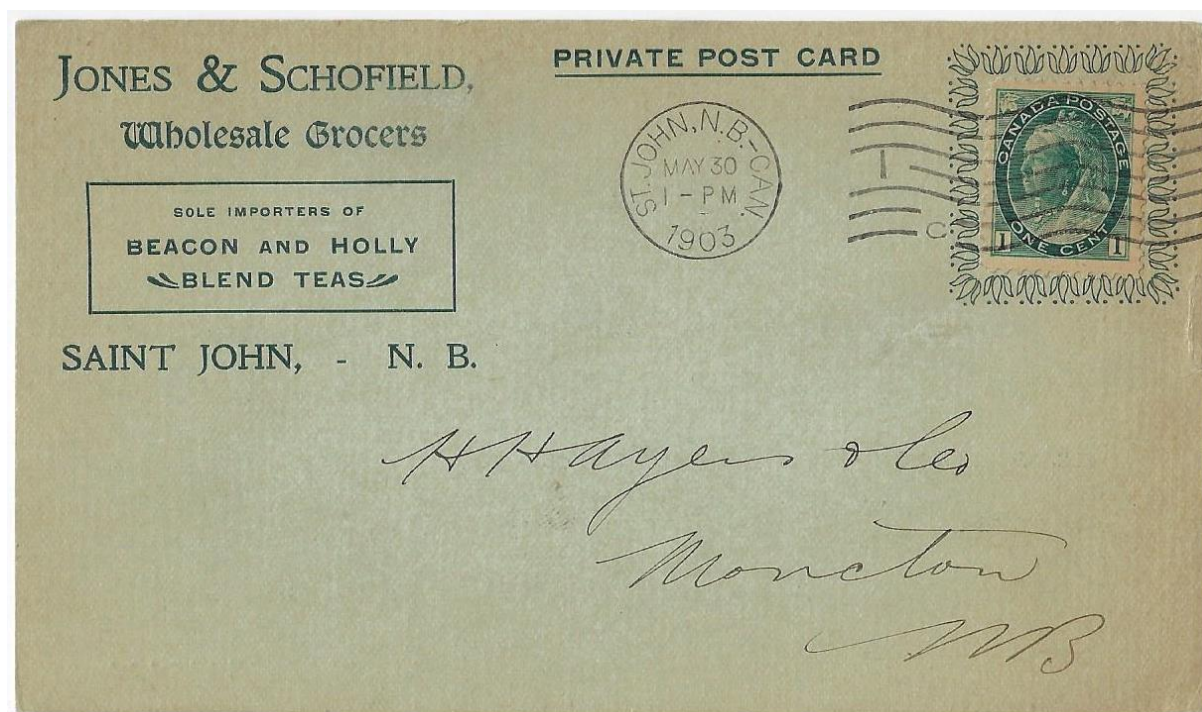 JONES & SCHOFIELD,
Wholesale Grocers
SOLE IMPORTERS OF
BEACON AND HOLLY
BLEND TEAS
SAINT JOHN, - N. B.
PRIVATE POST CARD
ST. JOHN, N.B.-CAN.
MAY 30
1 - PM
1903
CANADA POSTAGE
ONE CENT
1 1
H H Ayers & Co
Moncton
NB